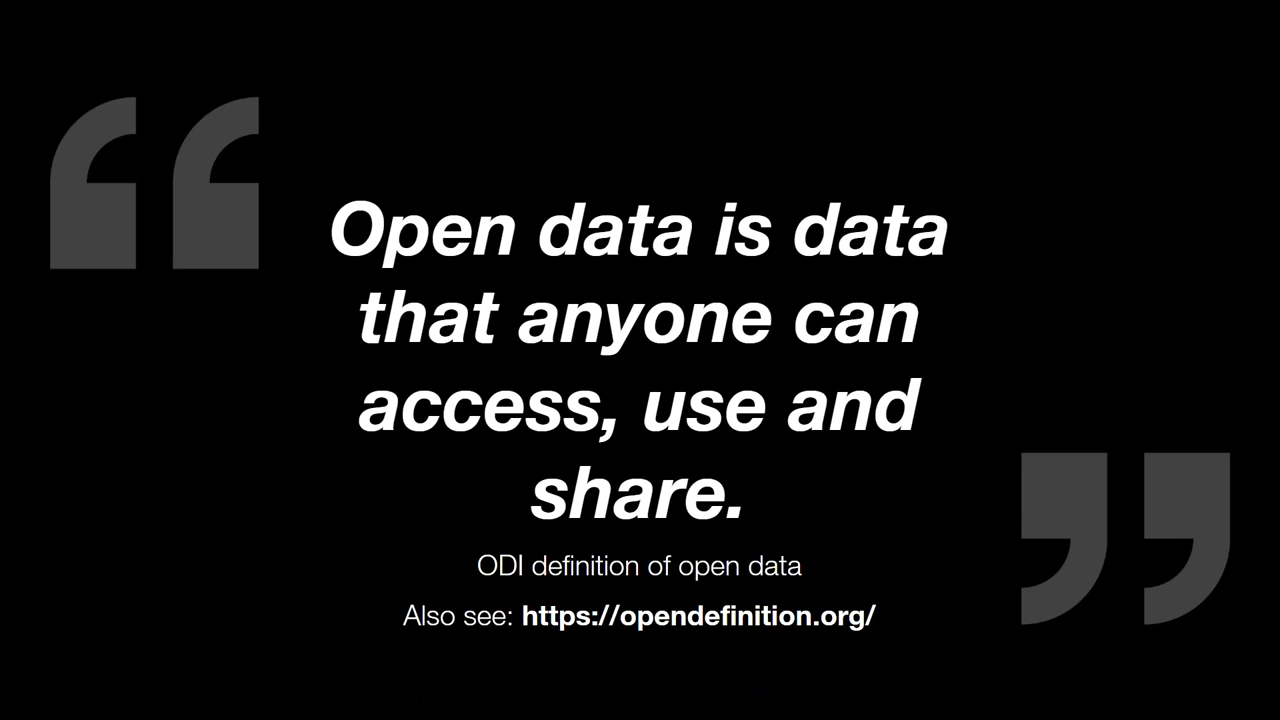 Open data is data
that anyone can
access, use and
share.
ODI definition of open data
Also see: https://opendefinition.org/